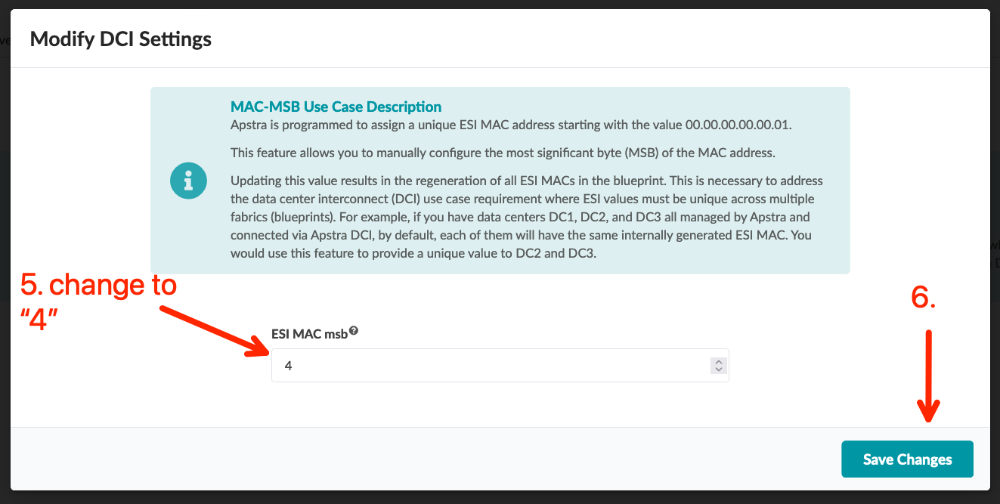 Modify DCI Settings
MAC-MSB Use Case Description
Apstra is programmed to assign a unique ESI MAC address starting with the value 00.00.00.00.00.01.
This feature allows you to manually configure the most significant byte (MSB) of the MAC address.
Updating this value results in the regeneration of all ESI MACs in the blueprint. This is necessary to address
the data center interconnect (DCI) use case requirement where ESI values must be unique across multiple
fabrics (blueprints). For example, if you have data centers DC1, DC2, and DC3 all managed by Apstra and
connected via Apstra DCI, by default, each of them will have the same internally generated ESI MAC. You
would use this feature to provide a unique value to DC2 and DC3.
5. change to
“4”
6.
ESI MAC msb
4
Save Changes